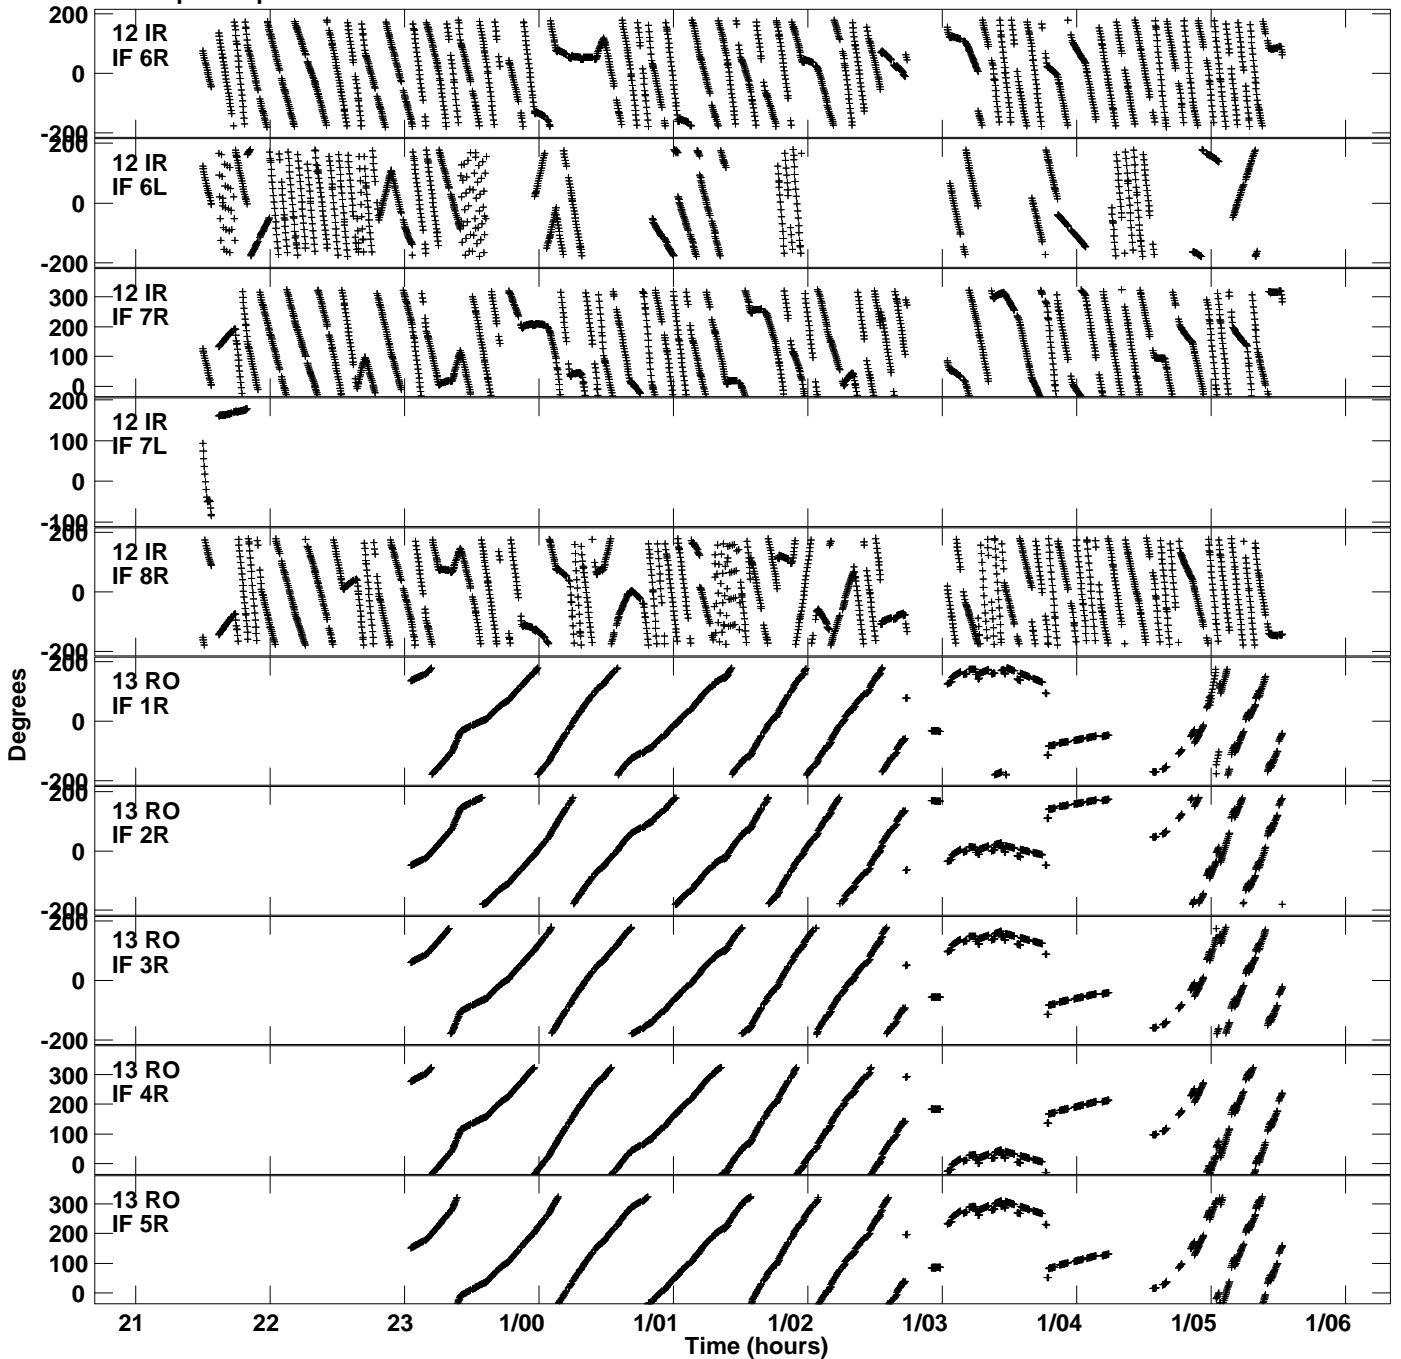 200
12 IR
IF 6R
0
-200
200
12 IR
IF 6L
0
-200
12 IR
IF 7R
300
200
100
0
200
12 IR
IF 7L
100
0
-100
200
12 IR
IF 8R
0
-200
200
13 RO
IF 1R
0
-200
200
13 RO
IF 2R
0
-200
200
13 RO
IF 3R
0
-200
13 RO
IF 4R
300
200
100
0
13 RO
IF 5R
300
200
100
0
Degrees
21 22 23 1/00 1/01 1/02 1/03 1/04 1/05 1/06
Time (hours)